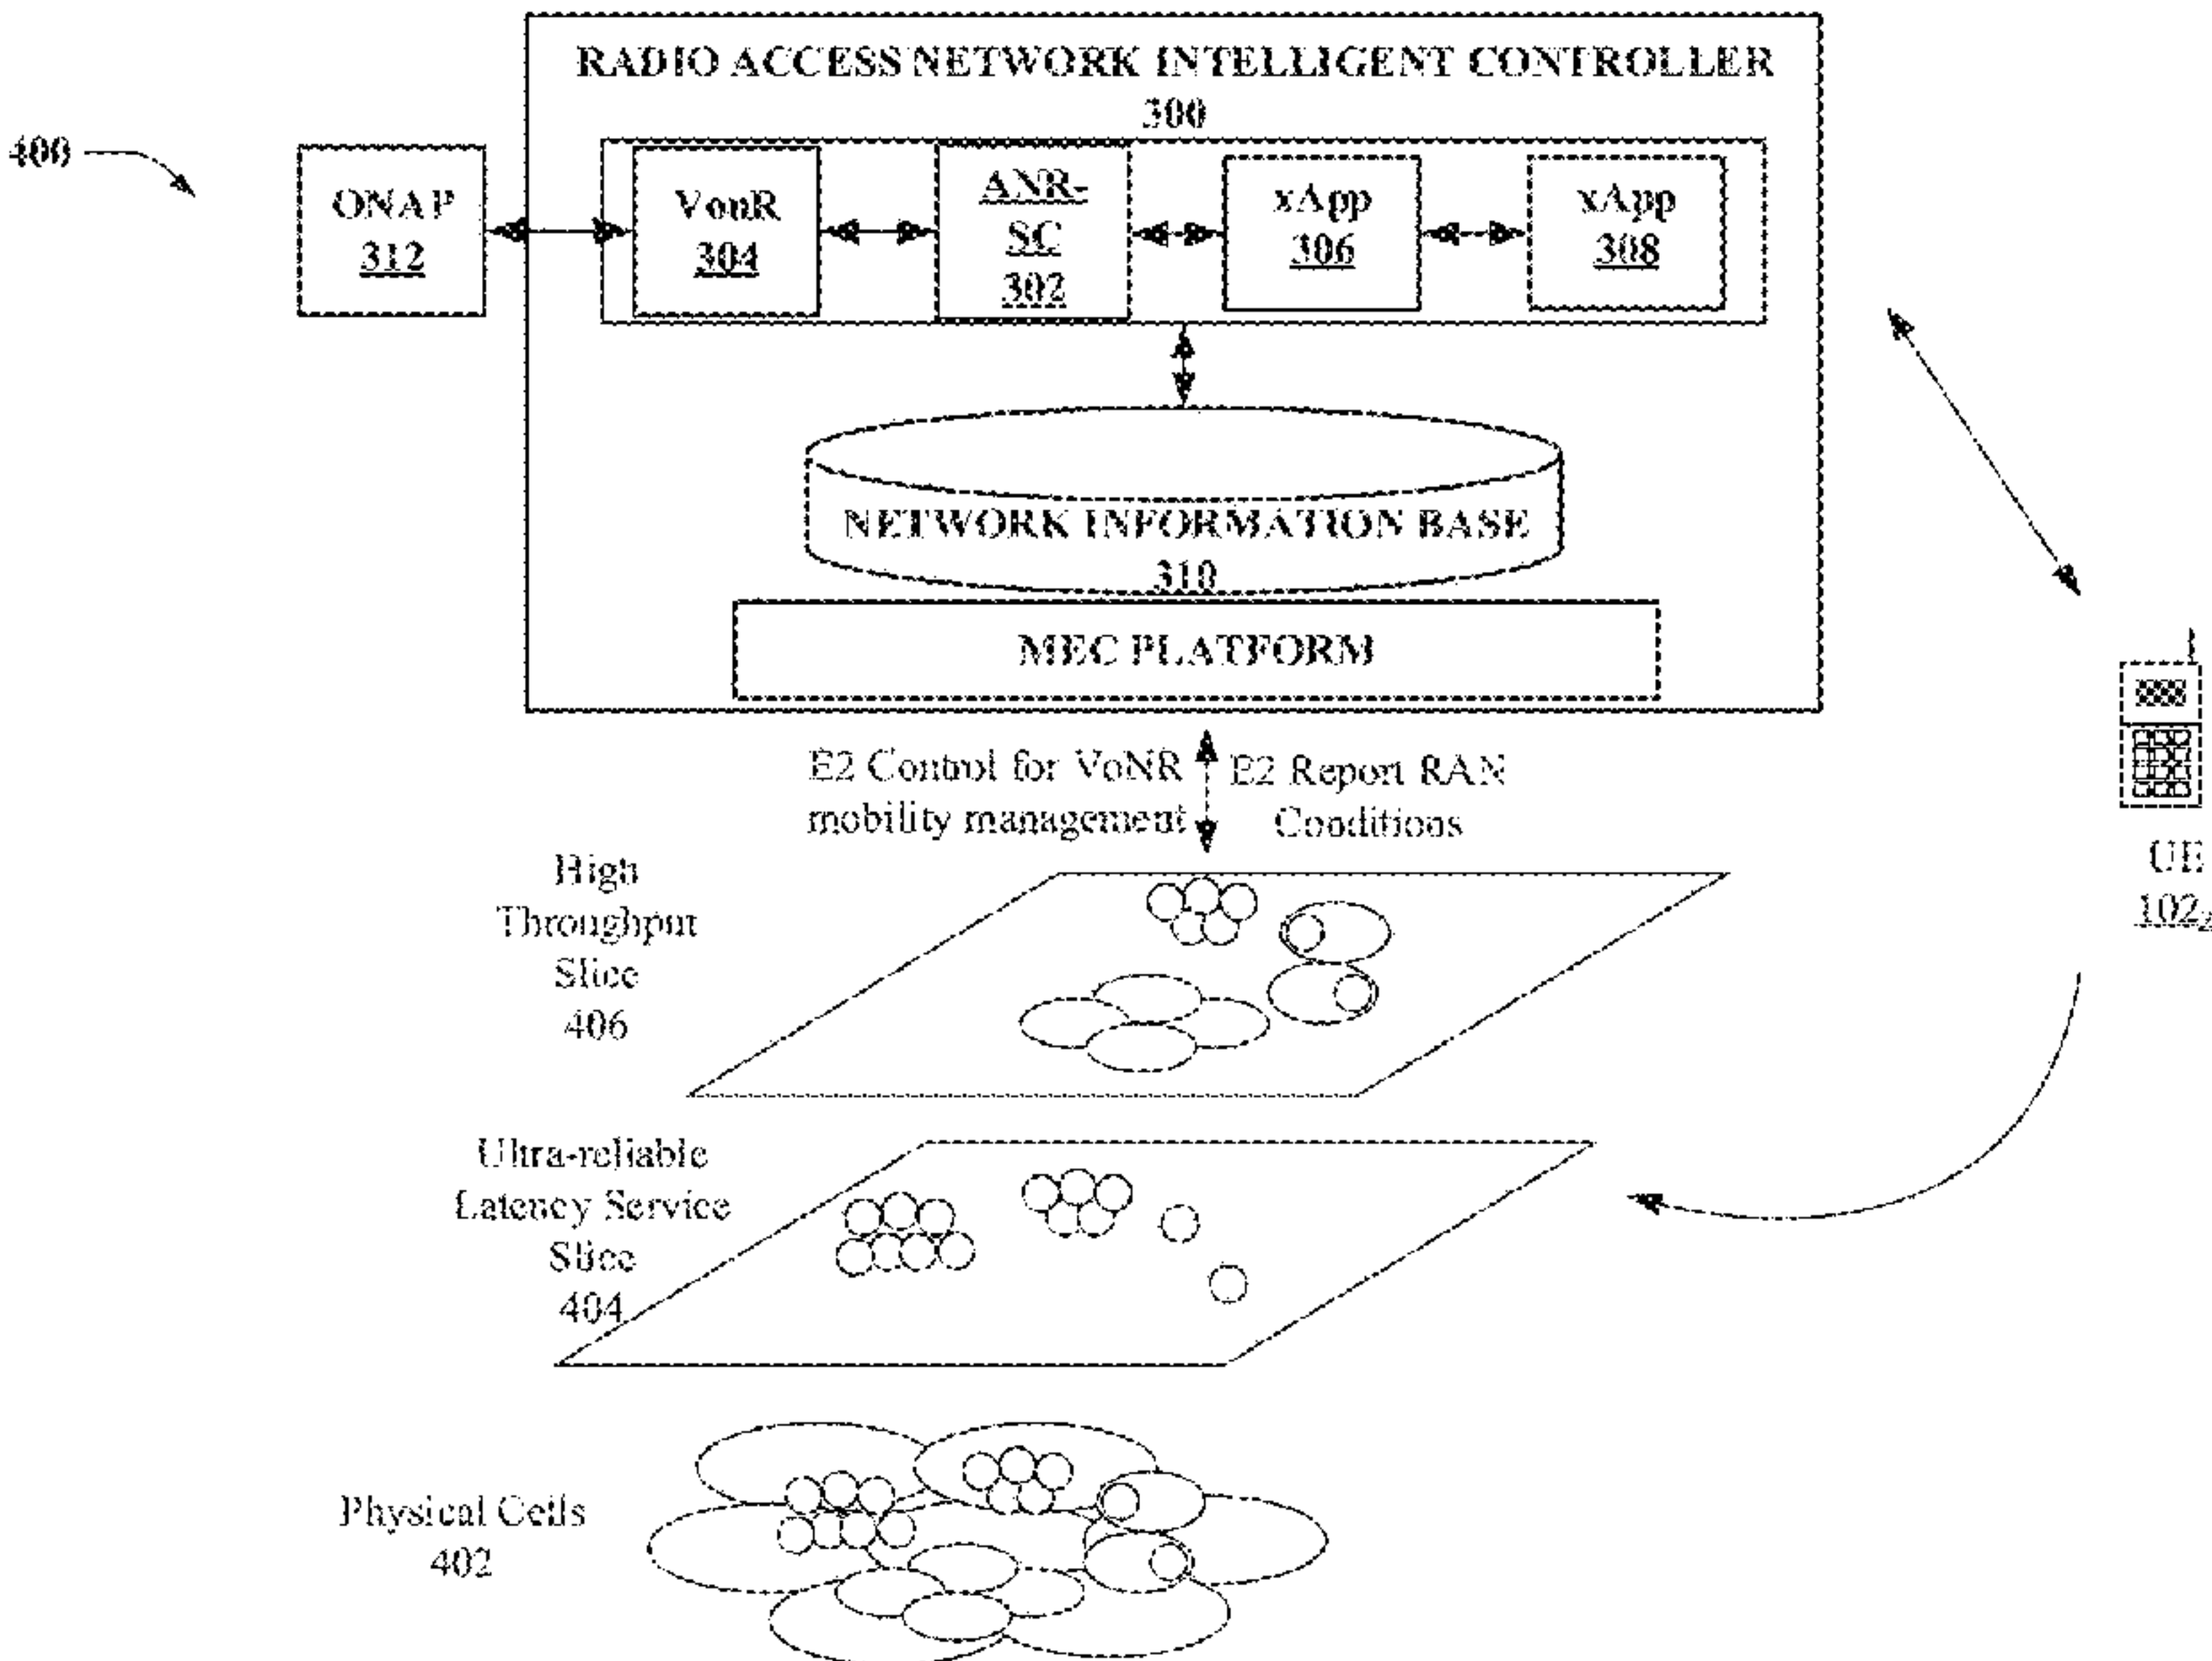 RADIO ACCESS NETWORK INTELLIGENT CONTROLLER
300
400
ONAP
312
VonR
304
ANR-
SC
302
xApp
306
xApp
308
NETWORK INFORMATION BASE
310
MEC PLATFORM
E2 Control for VoNR
mobility management
E2 Report RAN
Conditions
UE
102₂
High
Throughput
Slice
406
Ultra-reliable
Latency Service
Slice
404
Physical Cells
402